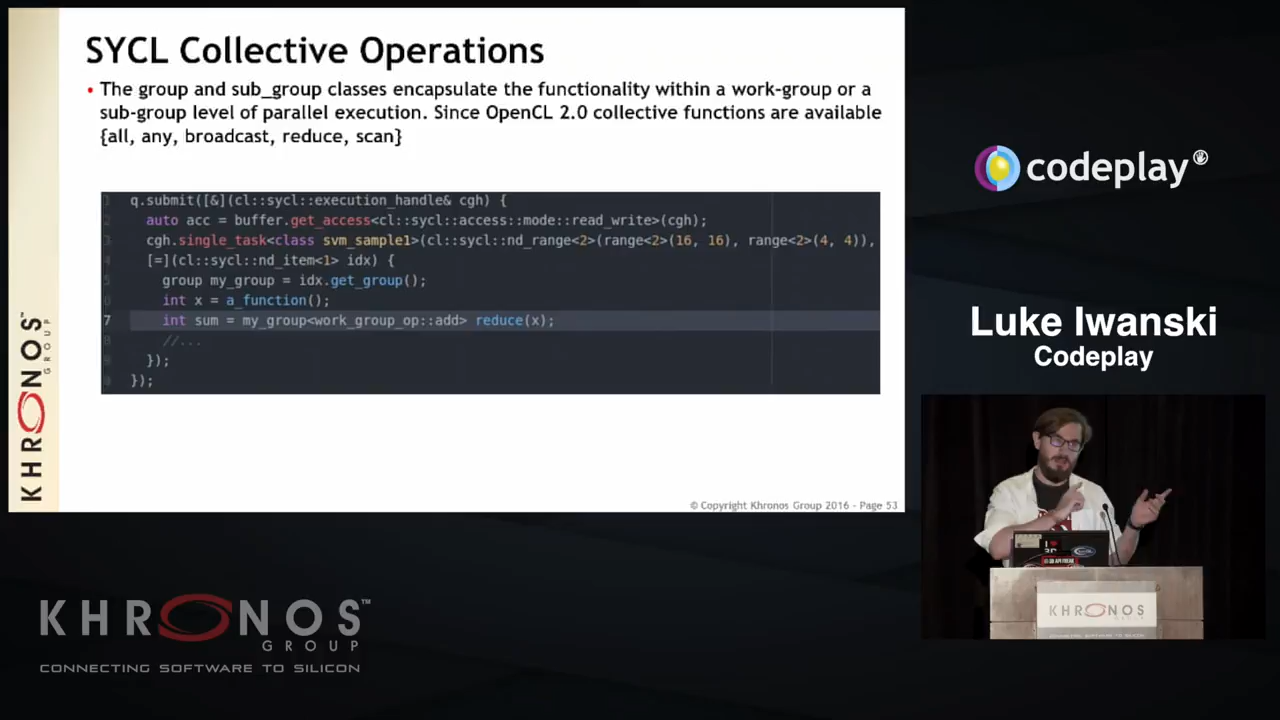 SYCL Collective Operations
• The group and sub_group classes encapsulate the functionality within a work-group or a
sub-group level of parallel execution. Since OpenCL 2.0 collective functions are available
{all, any, broadcast, reduce, scan}
q.submit([&](cl::sycl::execution_handle& cgh) {
auto acc = buffer.get_access<cl::sycl::access::mode::read_write>(cgh);
cgh.single_task<class svm_sample1>(cl::sycl::nd_range<2>(range<2>(16, 16), range<2>(4, 4)),
[=](cl::sycl::nd_item<1> idx) {
group my_group = idx.get_group();
int x = a_function();
7 int sum = my_group<work_group_op::add> reduce(x);
//...
});
});
KHRONOS
GROUP
© Copyright Khronos Group 2016 - Page 53
codeplay
Luke Iwanski
Codeplay
KHRONOS
GROUP
KHRONOS™
GROUP
CONNECTING SOFTWARE TO SILICON